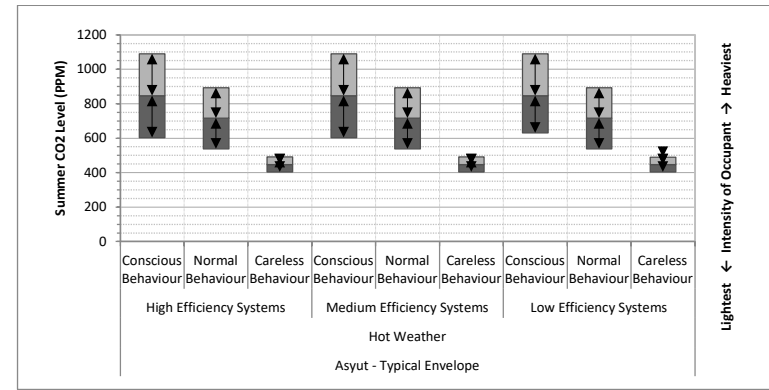 Summer CO2 Level (PPM)
1200
1000
800
600
400
200
0
Conscious Behaviour
Normal Behaviour
Careless Behaviour
Conscious Behaviour
Normal Behaviour
Careless Behaviour
Conscious Behaviour
Normal Behaviour
Careless Behaviour
High Efficiency Systems
Medium Efficiency Systems
Low Efficiency Systems
Hot Weather
Asyut - Typical Envelope
Lightest ← Intensity of Occupant → Heaviest